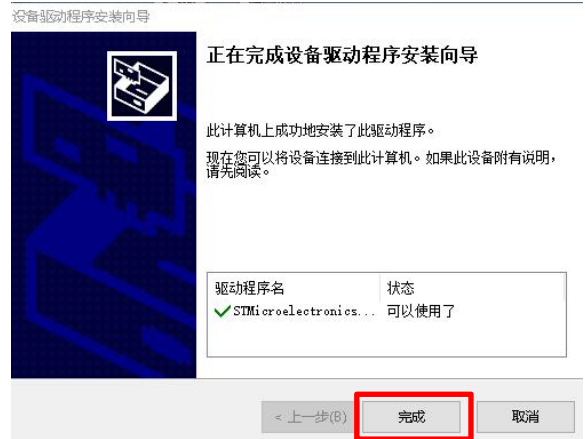 设备驱动程序安装向导
正在完成设备驱动程序安装向导
此计算机上成功地安装了此驱动程序。
现在您可以将设备连接到此计算机。如果此设备附有说明，
请先阅读。
驱动程序名 状态
STMicroelectronics... 可以使用了
< 上一步(B) 完成 取消